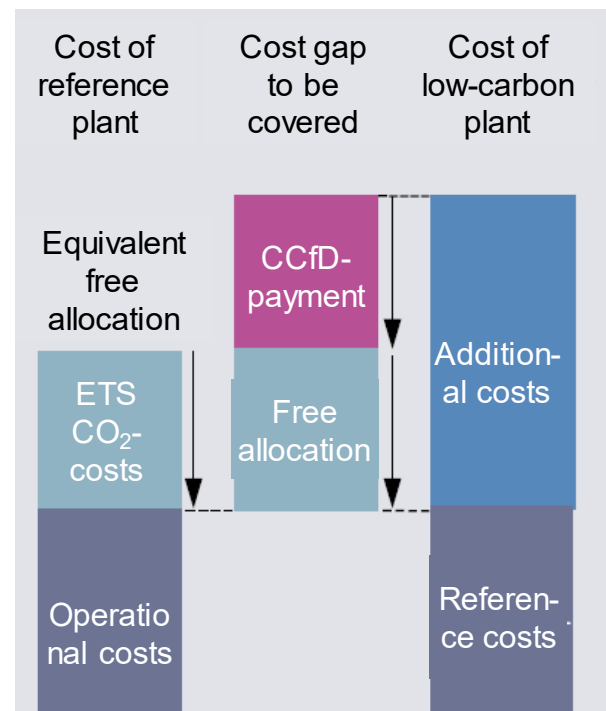 Cost of
reference
plant
Cost gap
to be
covered
Cost of
low-carbon
plant
Equivalent
free
allocation
ETS
CO₂-
costs
Operatio
nal costs
CCfD-
payment
Free
allocation
Addition-
al costs
Referen-
ce costs